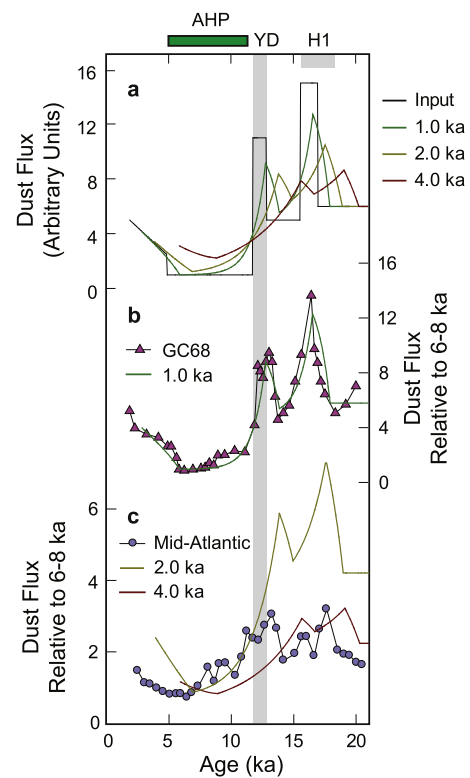 AHP
YD
H1
a
16
12
8
4
0
Dust Flux
(Arbitrary Units)
Input
1.0 ka
2.0 ka
4.0 ka
b
GC68
1.0 ka
16
12
8
4
0
Dust Flux
Relative to 6-8 ka
c
Mid-Atlantic
2.0 ka
4.0 ka
6
4
2
0
Dust Flux
Relative to 6-8 ka
0
5
10
15
20
Age (ka)